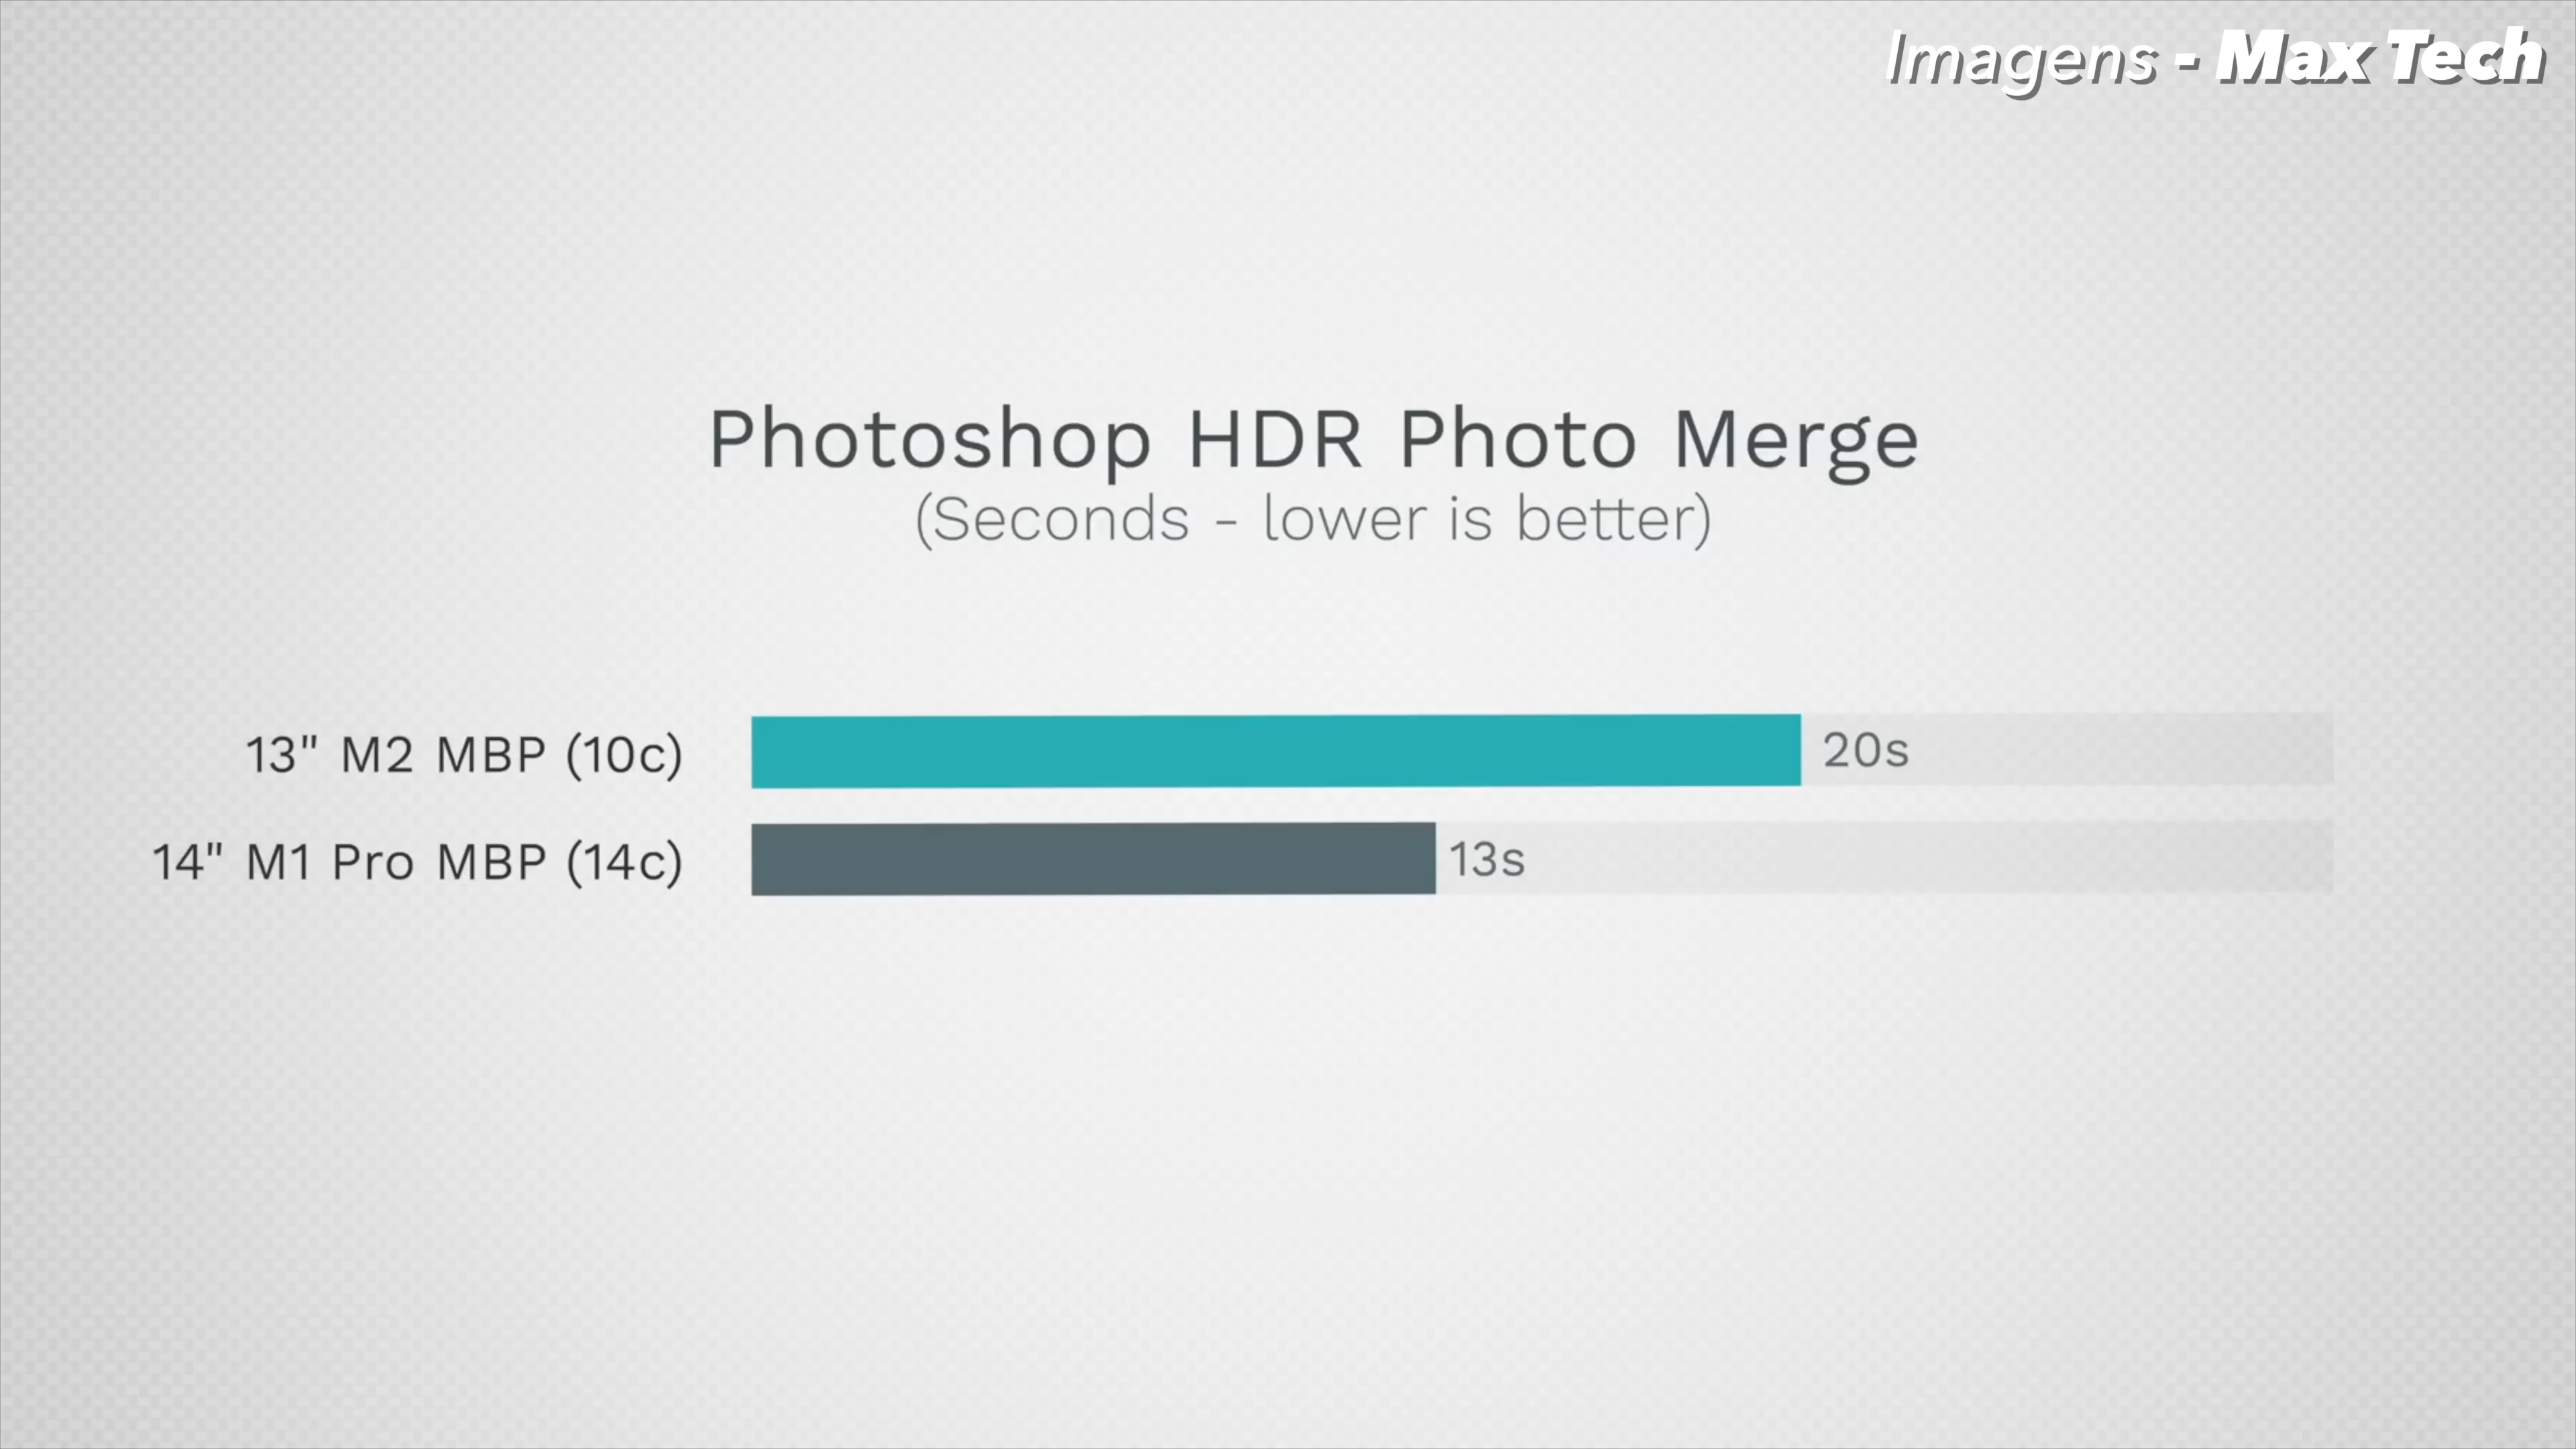 Imagens - Max Tech
Photoshop HDR Photo Merge
(Seconds - lower is better)
13" M2 MBP (10c) 20s
14" M1 Pro MBP (14c) 13s